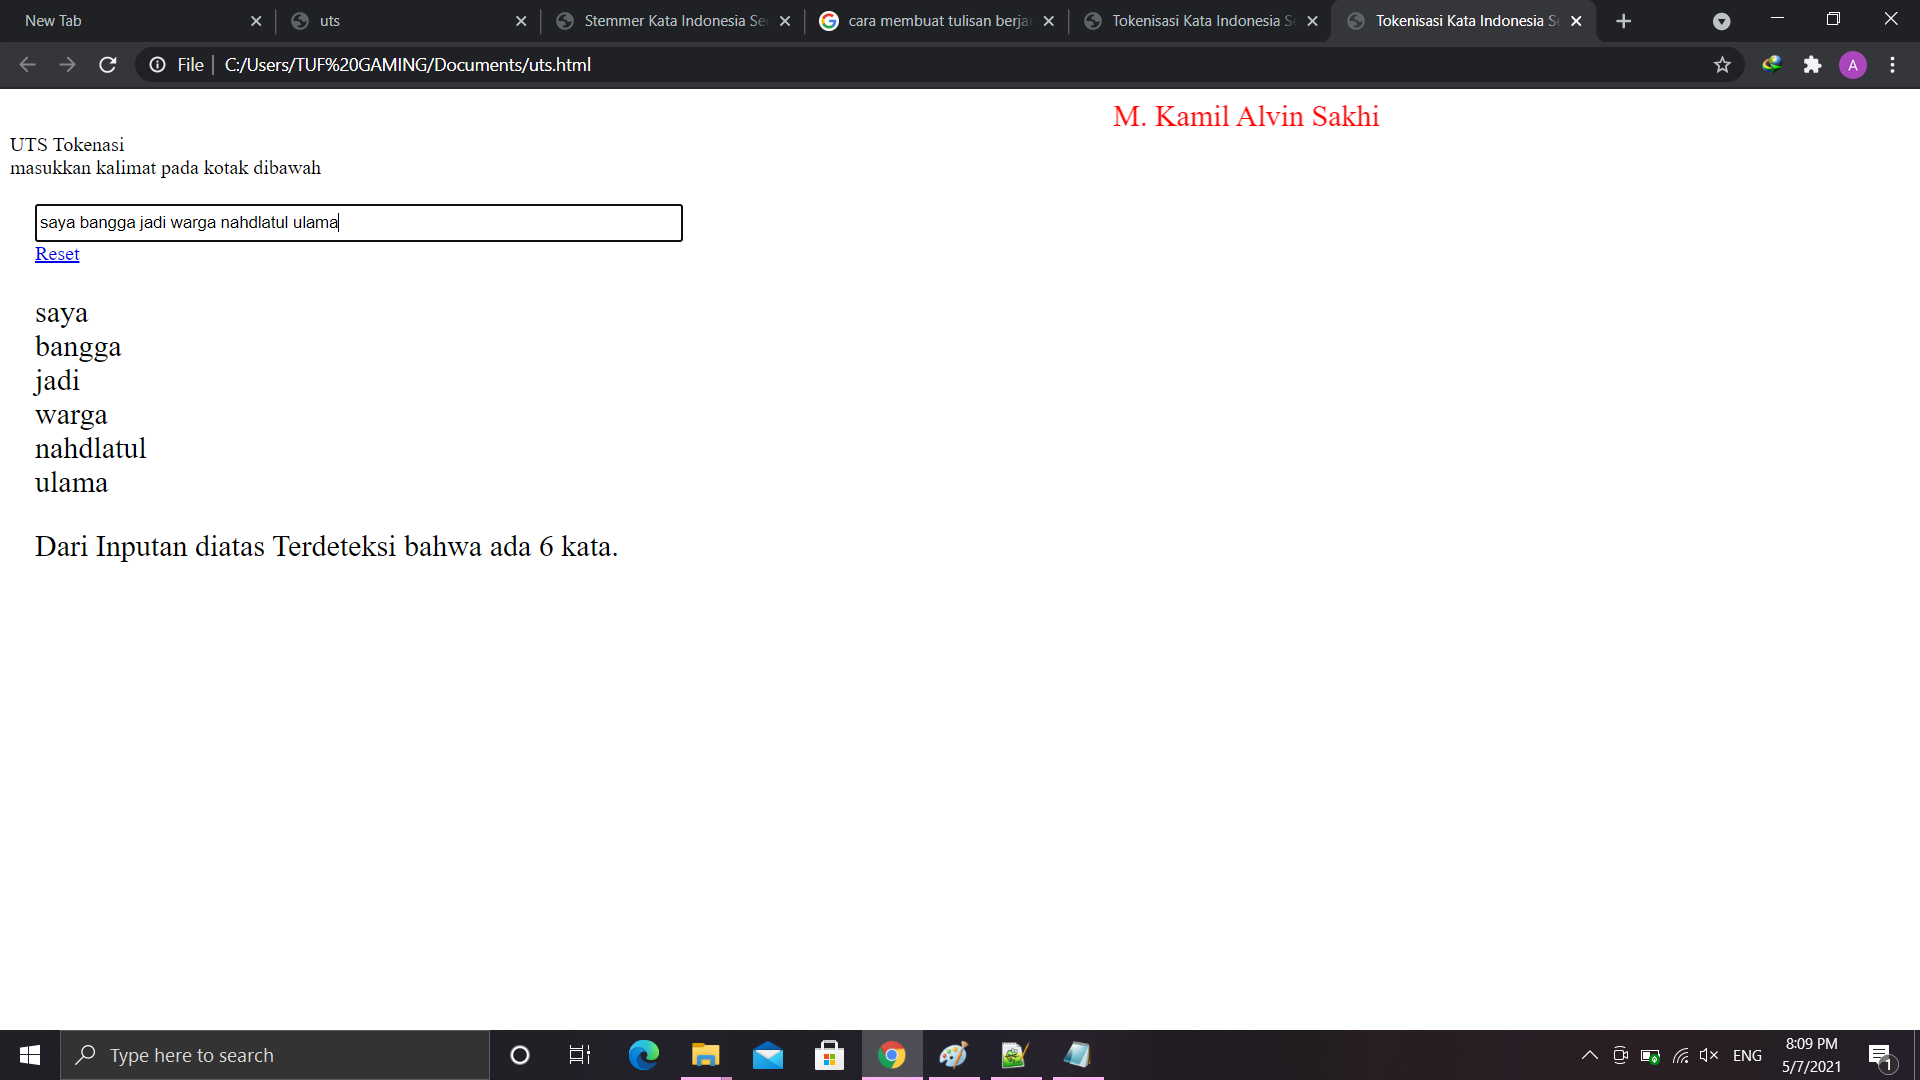 New Tab
uts
Stemmer Kata Indonesia Se
cara membuat tulisan berja
Tokenisasi Kata Indonesia S
Tokenisasi Kata Indonesia S
File
C:/Users/TUF%20GAMING/Documents/uts.html
A
M. Kamil Alvin Sakhi
UTS Tokenasi
masukkan kalimat pada kotak dibawah
saya bangga jadi warga nahdlatul ulama
Reset
saya
bangga
jadi
warga
nahdlatul
ulama
Dari Inputan diatas Terdeteksi bahwa ada 6 kata.
Type here to search
ENG
8:09 PM
5/7/2021
1